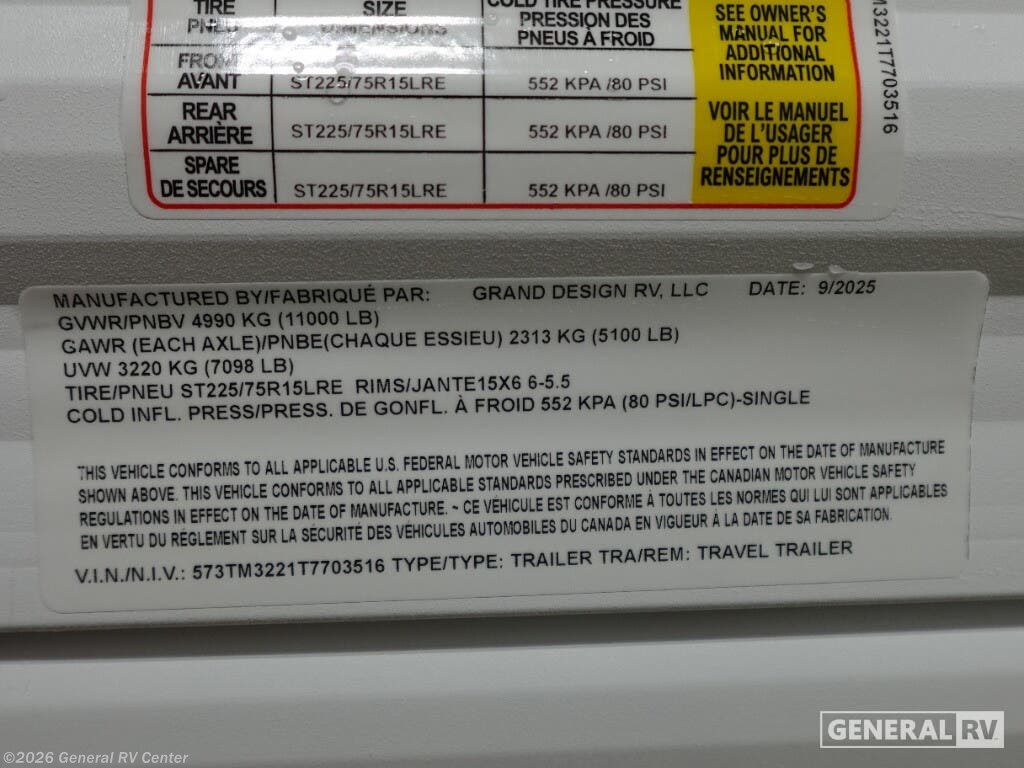 TIRE SIZE COLD TIRE PRESSURE SEE OWNER'S
PNEU DIMENSIONS PRESSION DES MANUAL FOR
PNEUS À FROID ADDITIONAL
INFORMATION
FRONT
AVANT ST225/75R15LRE 552 KPA /80 PSI
REAR
ARRIÈRE ST225/75R15LRE 552 KPA /80 PSI
SPARE
DE SECOURS ST225/75R15LRE 552 KPA /80 PSI
VOIR LE MANUEL
DE L'USAGER
POUR PLUS DE
RENSEIGNEMENTS
M3221T7703516
MANUFACTURED BY/FABRIQUÉ PAR: GRAND DESIGN RV, LLC DATE: 9/2025
GVWR/PNBV 4990 KG (11000 LB)
GAWR (EACH AXLE)/PNBE(CHAQUE ESSIEU) 2313 KG (5100 LB)
UVW 3220 KG (7098 LB)
TIRE/PNEU ST225/75R15LRE RIMS/JANTE15X6 6-5.5
COLD INFL. PRESS/PRESS. DE GONFL. À FROID 552 KPA (80 PSI/LPC)-SINGLE
THIS VEHICLE CONFORMS TO ALL APPLICABLE U.S. FEDERAL MOTOR VEHICLE SAFETY STANDARDS IN EFFECT ON THE DATE OF MANUFACTURE
SHOWN ABOVE. THIS VEHICLE CONFORMS TO ALL APPLICABLE STANDARDS PRESCRIBED UNDER THE CANADIAN MOTOR VEHICLE SAFETY
REGULATIONS IN EFFECT ON THE DATE OF MANUFACTURE. ~ CE VÉHICULE EST CONFORME À TOUTES LES NORMES QUI LUI SONT APPLICABLES
EN VERTU DU RÉGLEMENT SUR LA SÉCURITÉ DES VÉHICULES AUTOMOBILES DU CANADA EN VIGUEUR À LA DATE DE SA FABRICATION.
V.I.N./N.I.V.: 573TM3221T7703516 TYPE/TYPE: TRAILER TRA/REM: TRAVEL TRAILER
GENERAL RV
©2026 General RV Center